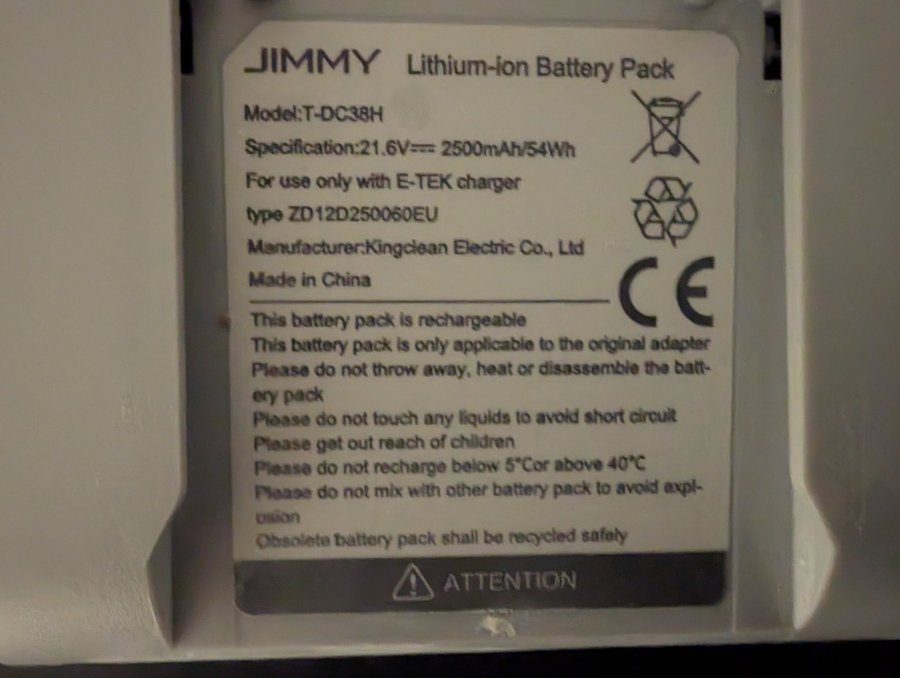 JIMMY Lithium-ion Battery Pack
Model:T-DC38H
Specification:21.6V⎓ 2500mAh/54Wh
For use only with E-TEK charger
type ZD12D250060EU
Manufacturer:Kingclean Electric Co., Ltd
Made in China
CE
This battery pack is rechargeable
This battery pack is only applicable to the original adapter
Please do not throw away, heat or disassemble the batt-
ery pack
Please do not touch any liquids to avoid short circuit
Please get out reach of children
Please do not recharge below 5°Cor above 40°C
Please do not mix with other battery pack to avoid expl-
osion
Obsolete battery pack shall be recycled safely
ATTENTION